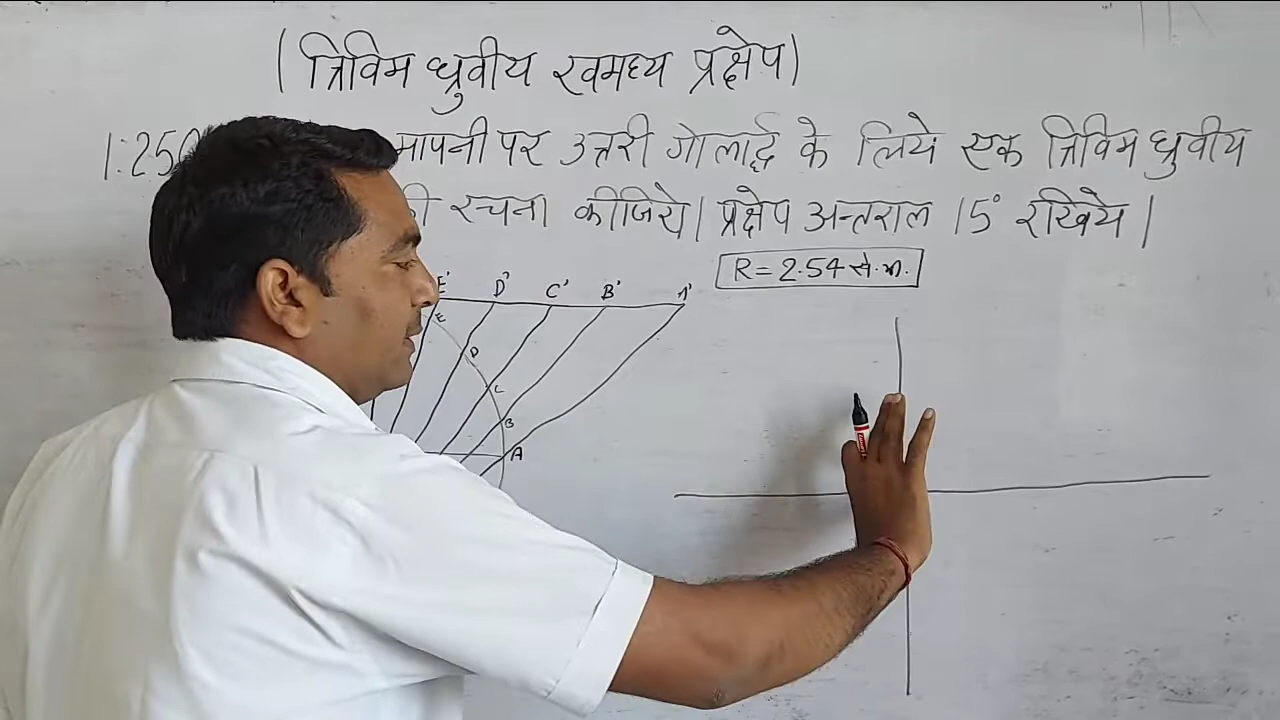 (त्रिविम ध्रुवीय खमध्य प्रक्षेप)
1:250 मापनी पर उत्तरी गोलार्द्ध के लिये एक त्रिविम ध्रुवीय
की रचना कीजिये। प्रक्षेप अन्तराल 15° रखिये।
R = 2.54 से.मी.
E' D' C' B' A'
E
D
C
B
A